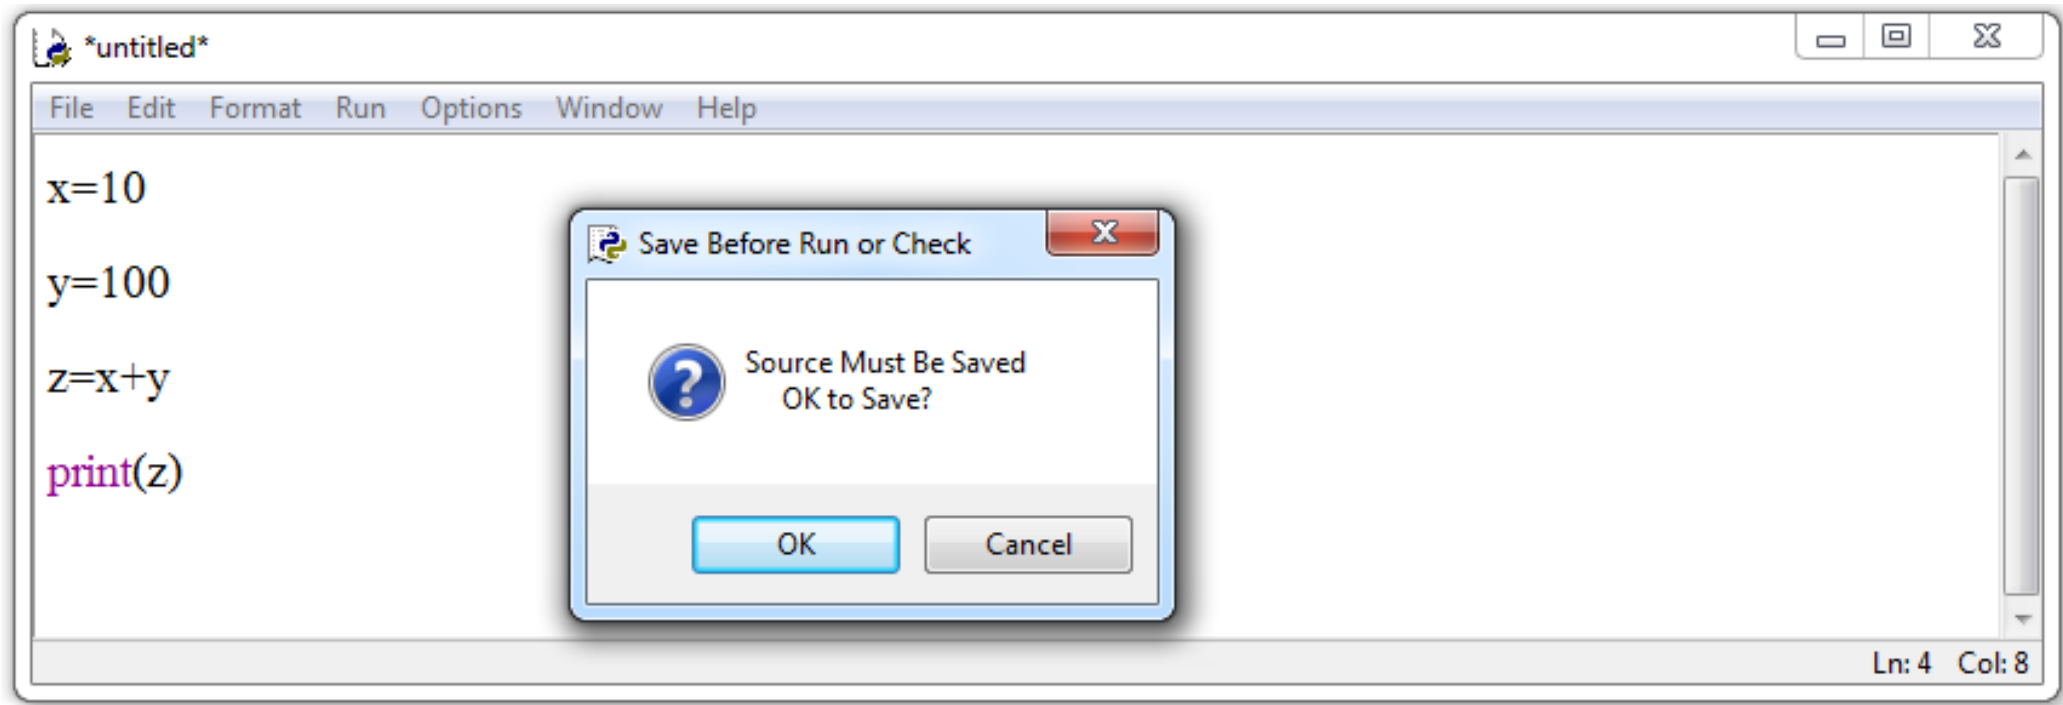 *untitled*
File Edit Format Run Options Window Help
x=10
y=100
z=x+y
print(z)
Save Before Run or Check
Source Must Be Saved
OK to Save?
OK Cancel
Ln: 4 Col: 8